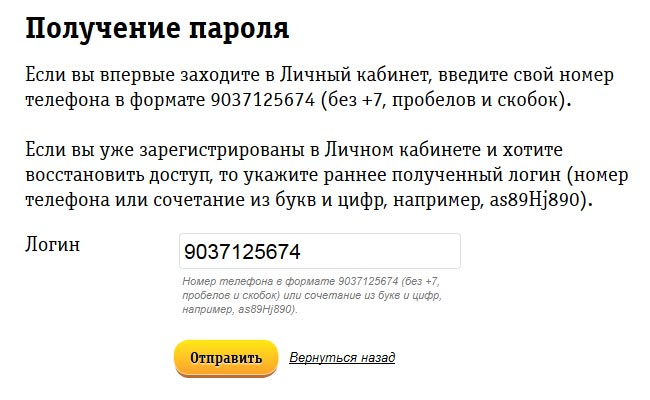 Получение пароля
Если вы впервые заходите в Личный кабинет, введите свой номер
телефона в формате 9037125674 (без +7, пробелов и скобок).
Если вы уже зарегистрированы в Личном кабинете и хотите
восстановить доступ, то укажите раннее полученный логин (номер
телефона или сочетание из букв и цифр, например, as89Hj890).
Логин
9037125674
Номер телефона в формате 9037125674 (без +7,
пробелов и скобок) или сочетание из букв и цифр,
например, as89Hj890).
Отправить Вернуться назад